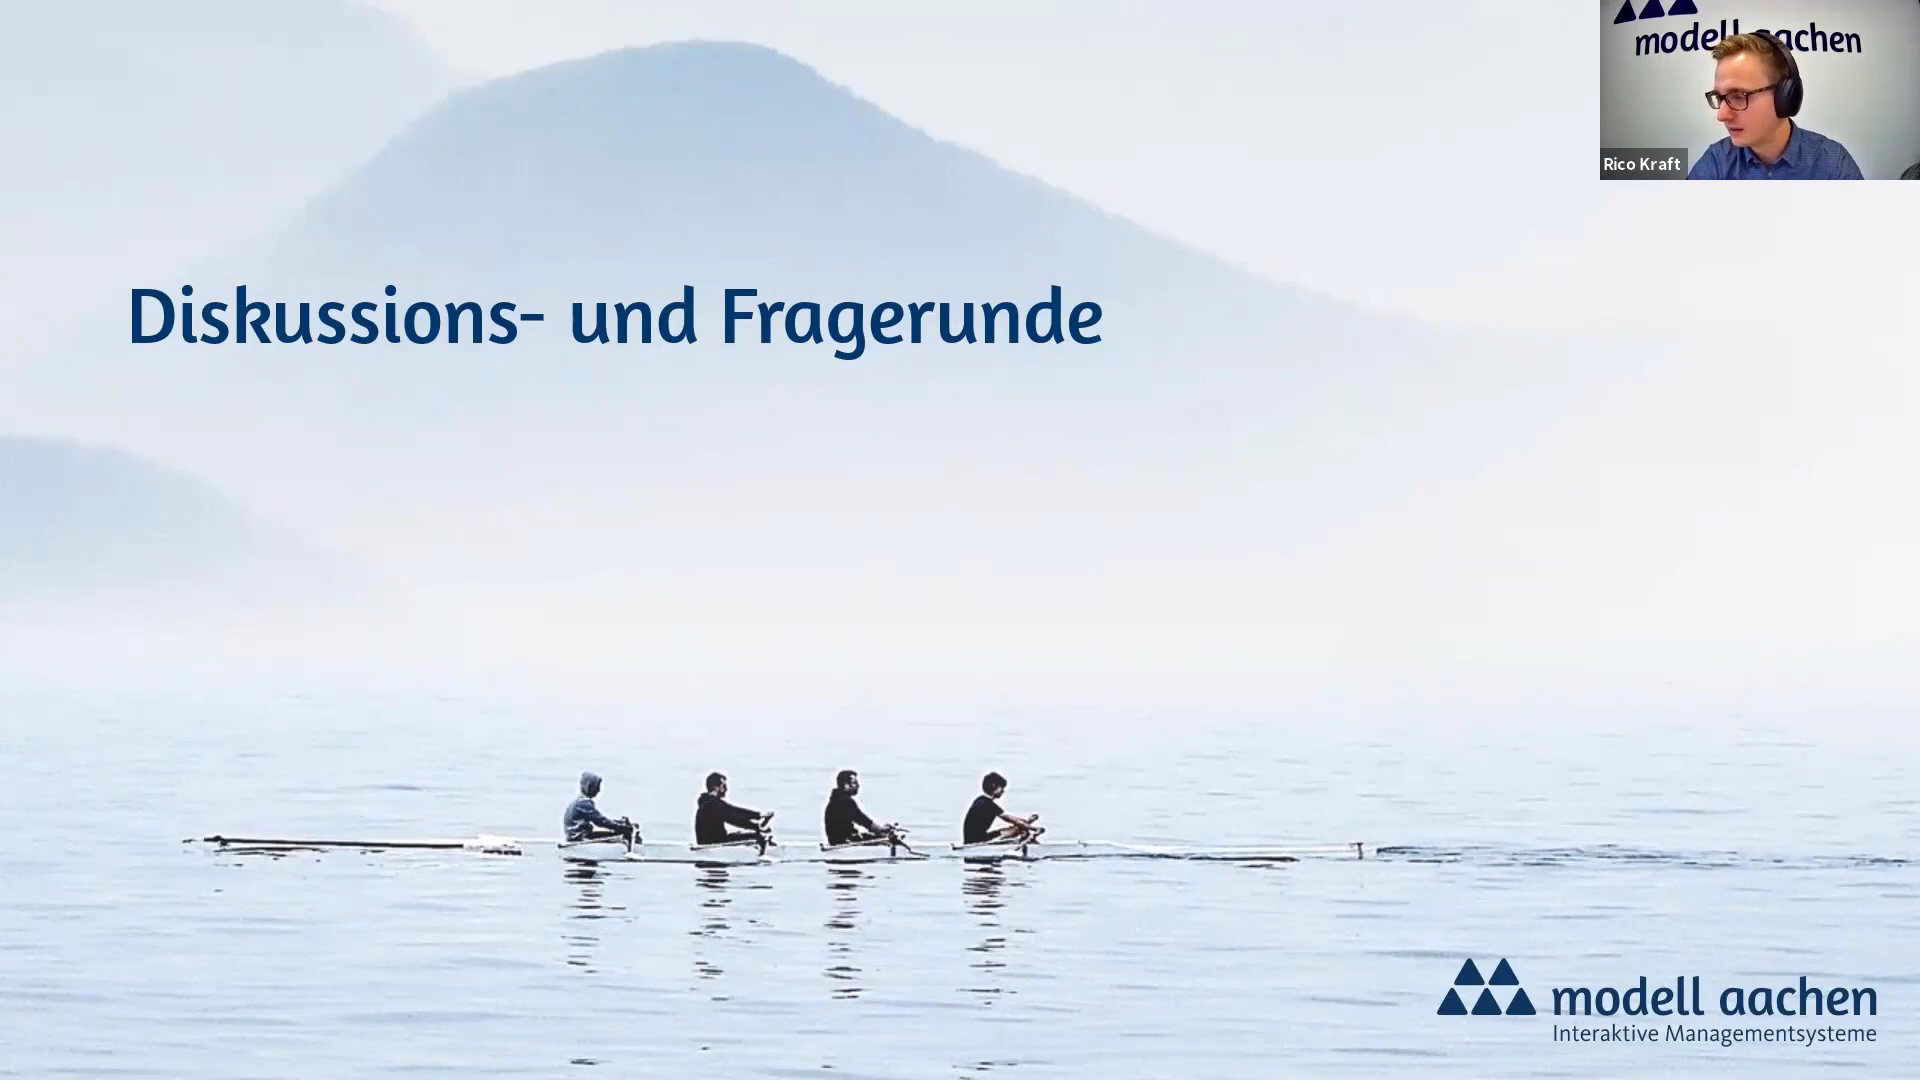 modell aachen
Rico Kraft
Diskussions- und Fragerunde
modell aachen
Interaktive Managementsysteme